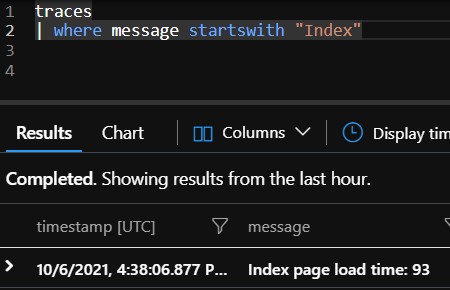 1 traces
2 | where message startswith "Index"
3
4
Results Chart Columns Display tim
Completed. Showing results from the last hour.
timestamp [UTC] message
10/6/2021, 4:38:06.877 P... Index page load time: 93